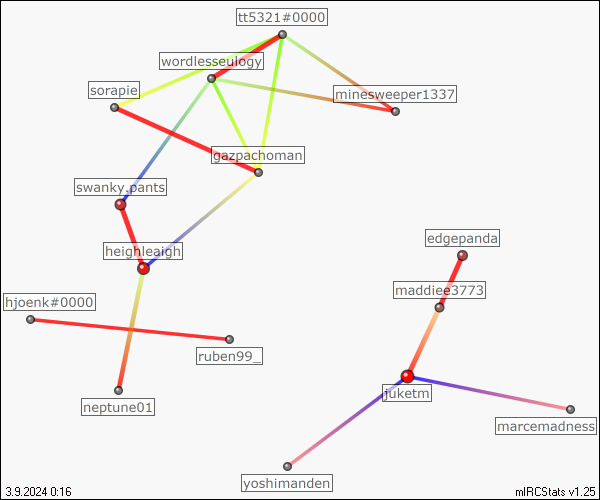 tt5321#0000
wordlesseulogy
sorapie
minesweeper1337
gazpachoman
swanky.pants
edgepanda
heighleaigh
maddiee3773
hjoenk#0000
ruben99_
juketm
neptune01
marcemadness
yoshimanden
3.9.2024 0:16
mIRCStats v1.25